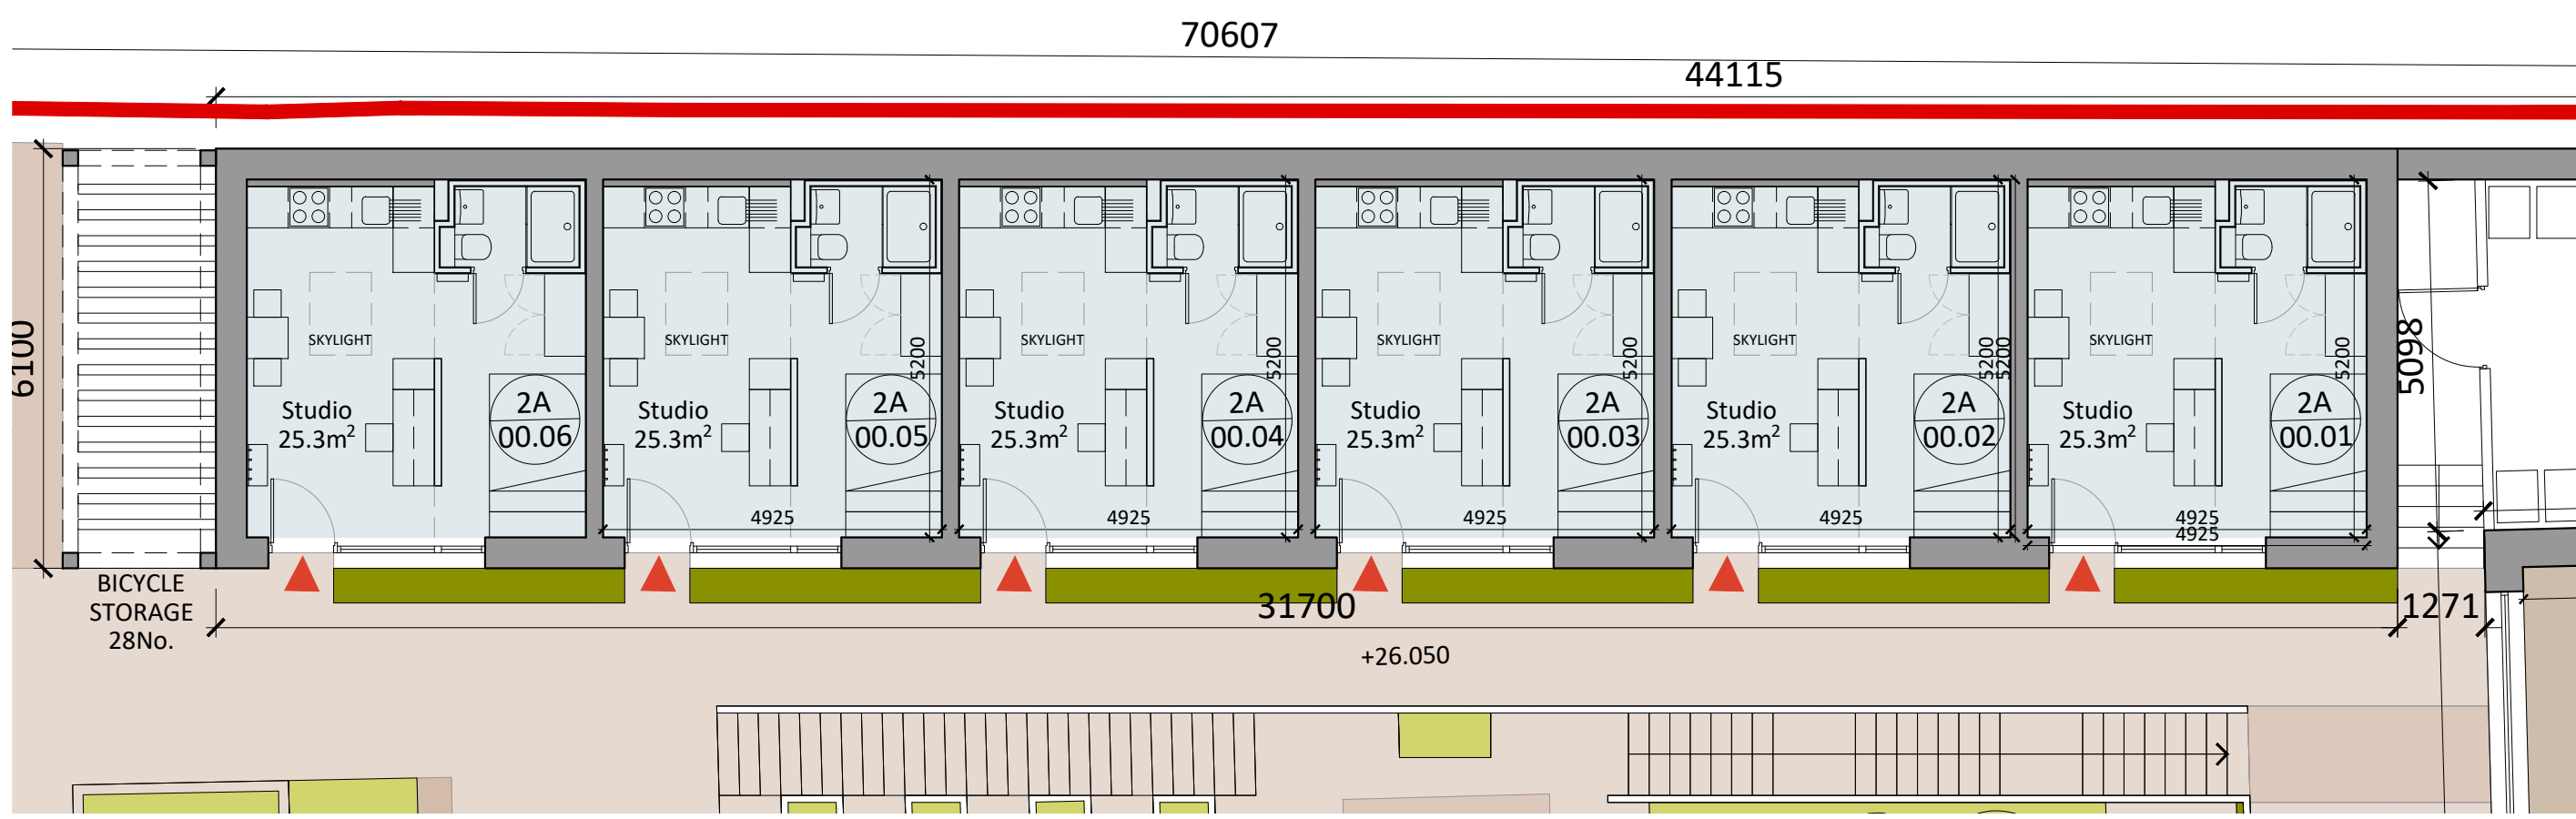 70607
44115
6100
SKYLIGHT
SKYLIGHT
SKYLIGHT
SKYLIGHT
SKYLIGHT
SKYLIGHT
5200
5200
5200
5200
5200
5200
5098
Studio
25.3m²
2A
00.06
Studio
25.3m²
2A
00.05
Studio
25.3m²
2A
00.04
Studio
25.3m²
2A
00.03
Studio
25.3m²
2A
00.02
Studio
25.3m²
2A
00.01
4925
4925
4925
4925
4925
4925
BICYCLE
STORAGE
28No.
31700
1271
+26.050